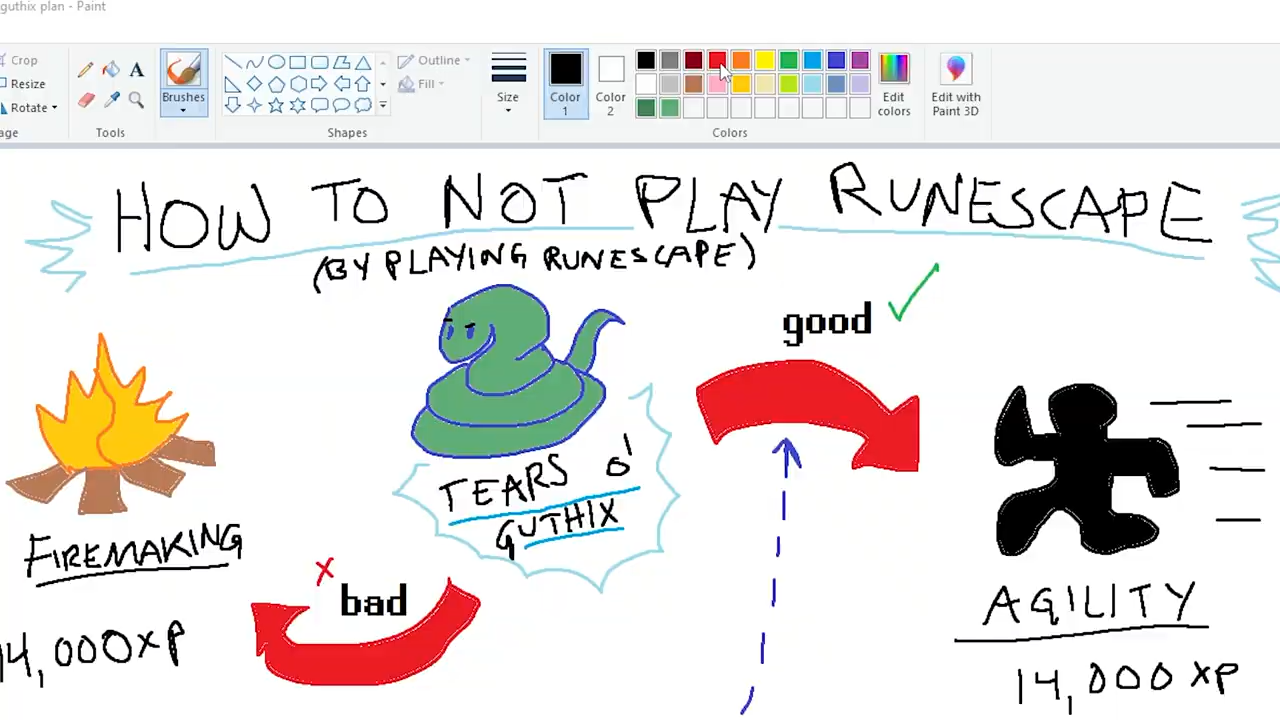 guthix plan - Paint
Crop
Resize
Rotate
Tools
Brushes
Outline
Fill
Shapes
Size
Color 1
Color 2
Colors
Edit colors
Edit with Paint 3D
HOW TO NOT PLAY RUNESCAPE
(BY PLAYING RUNESCAPE)
good
TEARS O'
GUTHIX
FIREMAKING
bad
14,000XP
AGILITY
14,000 XP